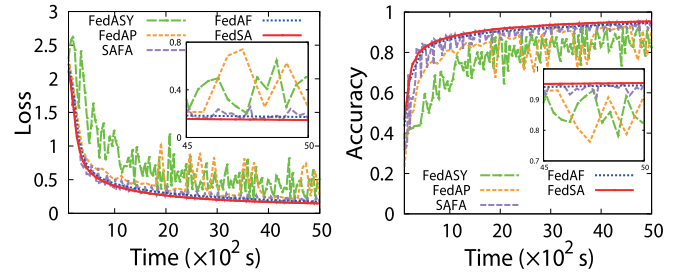 3
2.5
2
1.5
1
0.5
0
Loss
FedASY
FedAP
SAFA
FedAF
FedSA
0.8
0.4
0
45
50
10
20
30
40
50
Time (×10² s)
1
0.8
0.6
0.4
0.2
0
Accuracy
1
0.9
0.8
0.7
45
50
FedASY
FedAP
SAFA
FedAF
FedSA
10
20
30
40
50
Time (×10² s)